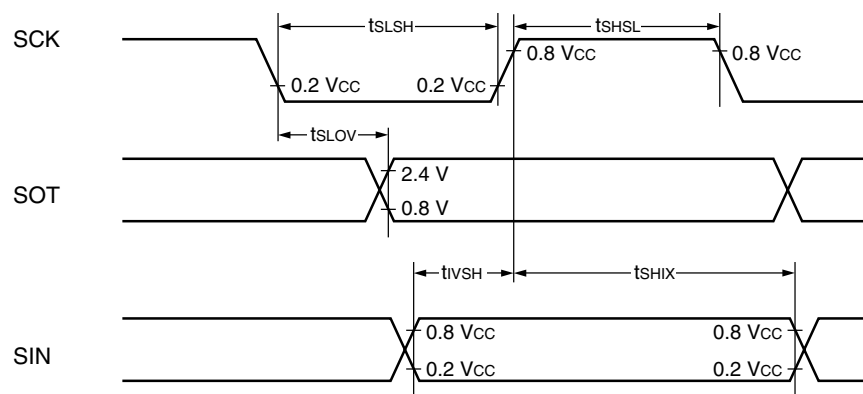 tSLSH tSHSL
SCK
0.8 VCC 0.8 VCC
0.2 VCC 0.2 VCC
tSLOV
SOT
2.4 V
0.8 V
tIVSH tSHIX
SIN
0.8 VCC 0.8 VCC
0.2 VCC 0.2 VCC